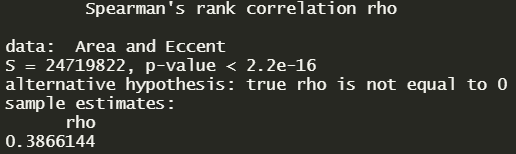 Spearman's rank correlation rho
data:  Area and Eccent
S = 24719822, p-value < 2.2e-16
alternative hypothesis: true rho is not equal to 0
sample estimates:
rho
0.3866144